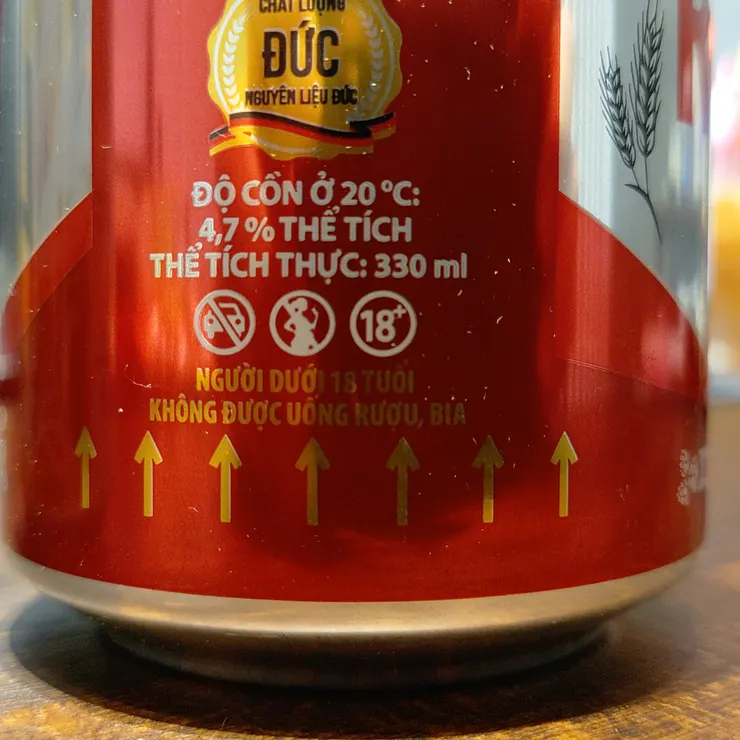 CHẤT LƯỢNG
ĐỨC
NGUYÊN LIỆU ĐỨC
ĐỘ CỒN Ở 20 ºC:
4,7 % THỂ TÍCH
THỂ TÍCH THỰC: 330 ml
18+
NGƯỜI DƯỚI 18 TUỔI
KHÔNG ĐƯỢC UỐNG RƯỢU, BIA